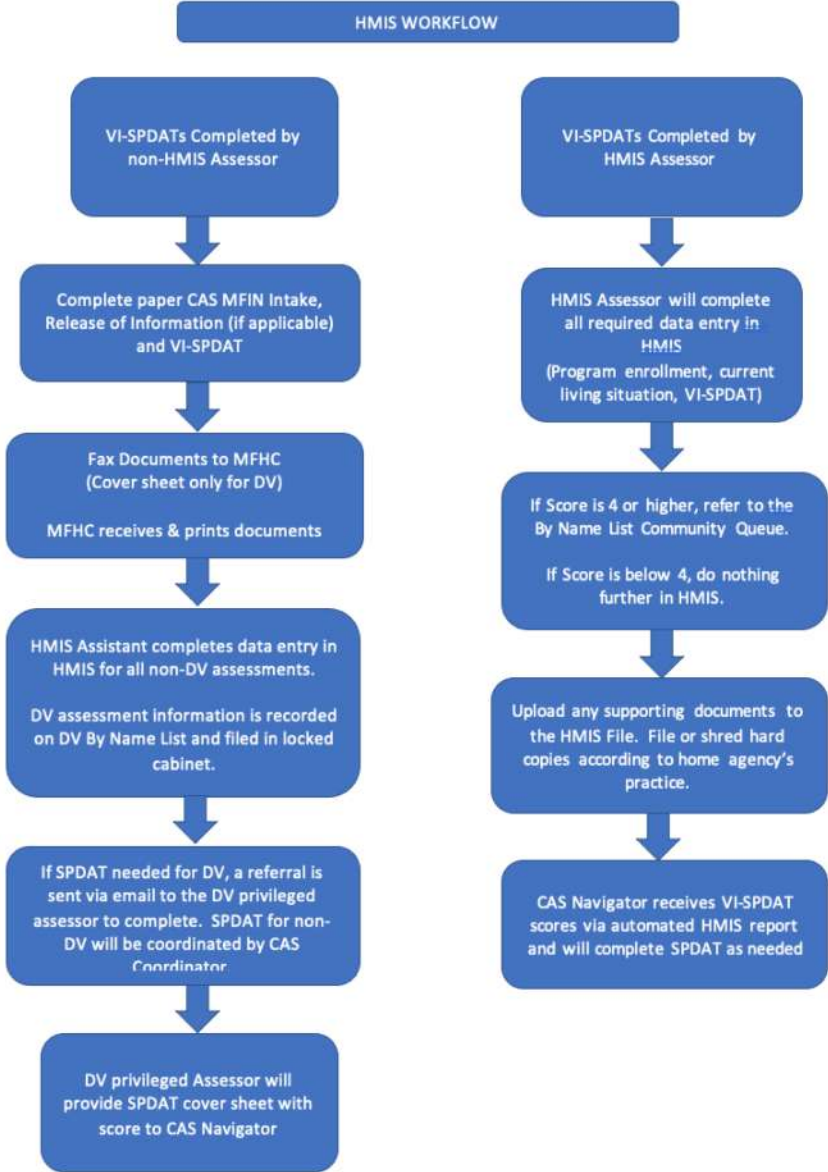 HMIS WORKFLOW
VI-SPDATs Completed by
non-HMIS Assessor
Complete paper CAS MFIN Intake,
Release of Information (if applicable)
and VI-SPDAT
Fax Documents to MFHC
(Cover sheet only for DV)
MFHC receives & prints documents
HMIS Assistant completes data entry in
HMIS for all non-DV assessments.
DV assessment information is recorded
on DV By Name List and filed in locked
cabinet.
If SPDAT needed for DV, a referral is
sent via email to the DV privileged
assessor to complete. SPDAT for non-
DV will be coordinated by CAS
Coordinator.
DV privileged Assessor will
provide SPDAT cover sheet with
score to CAS Navigator
VI-SPDATs Completed by
HMIS Assessor
HMIS Assessor will complete
all required data entry in
HMIS
(Program enrollment, current
living situation, VI-SPDAT)
If Score is 4 or higher, refer to the
By Name List Community Queue.
If Score is below 4, do nothing
further in HMIS.
Upload any supporting documents to
the HMIS File. File or shred hard
copies according to home agency's
practice.
CAS Navigator receives VI-SPDAT
scores via automated HMIS report
and will complete SPDAT as needed